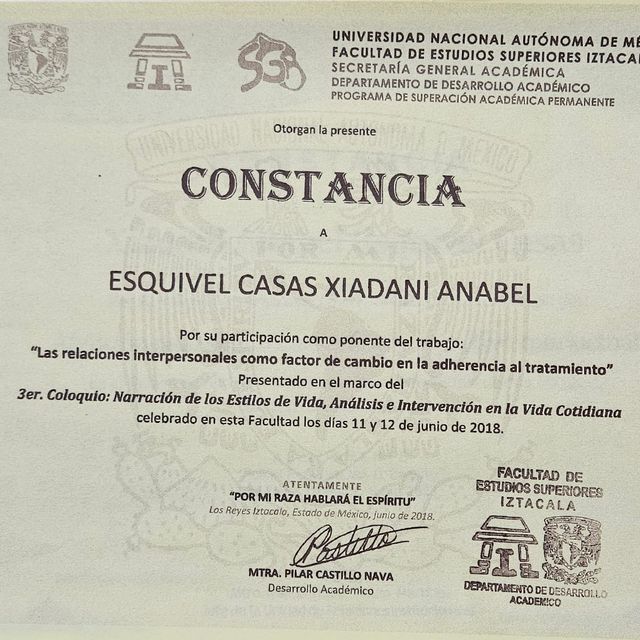 UNIVERSIDAD NACIONAL AUTÓNOMA DE MÉ
FACULTAD DE ESTUDIOS SUPERIORES IZTACAL
SECRETARÍA GENERAL ACADÉMICA
DEPARTAMENTO DE DESARROLLO ACADÉMICO
PROGRAMA DE SUPERACIÓN ACADÉMICA PERMANENTE
Otorgan la presente
CONSTANCIA
A
ESQUIVEL CASAS XIADANI ANABEL
Por su participación como ponente del trabajo:
"Las relaciones interpersonales como factor de cambio en la adherencia al tratamiento"
Presentado en el marco del
3er. Coloquio: Narración de los Estilos de Vida, Análisis e Intervención en la Vida Cotidiana
celebrado en esta Facultad los días 11 y 12 de junio de 2018.
ATENTAMENTE
"POR MI RAZA HABLARÁ EL ESPÍRITU"
Los Reyes Iztacala, Estado de México, junio de 2018.
MTRA. PILAR CASTILLO NAVA
Desarrollo Académico
FACULTAD DE
ESTUDIOS SUPERIORES
IZTACALA
DEPARTAMENTO DE DESARROLLO
ACADEMICO